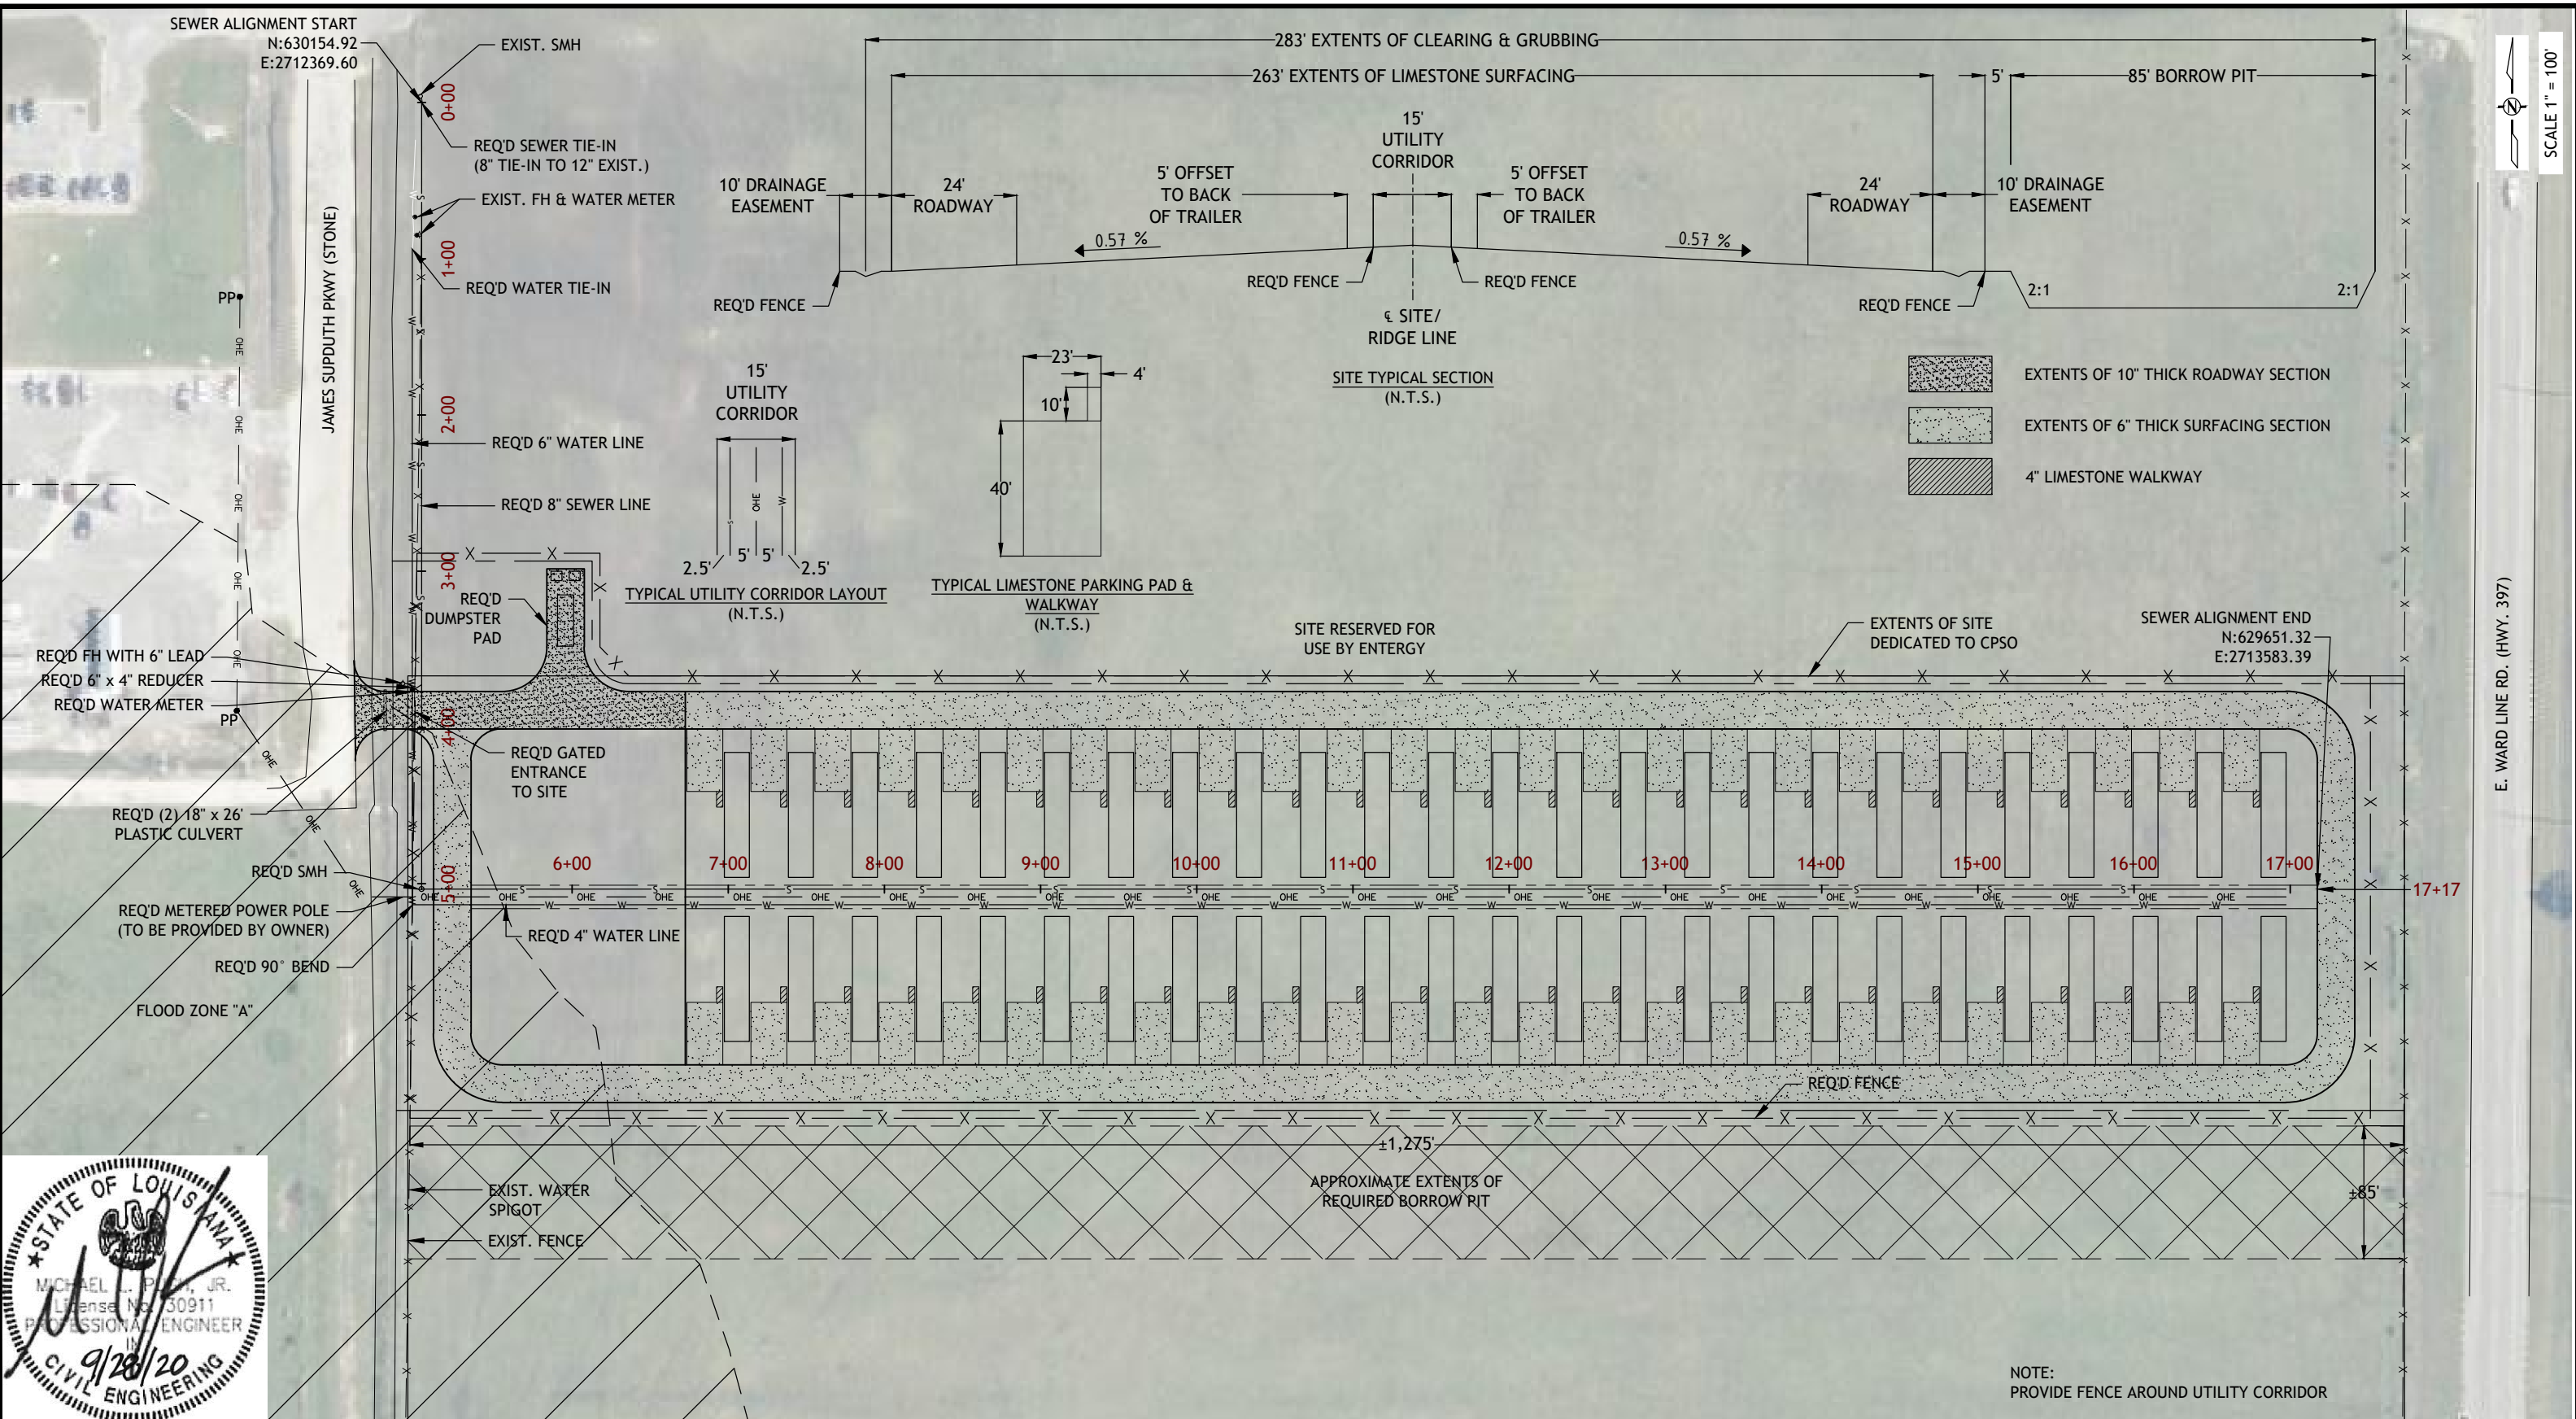 SEWER ALIGNMENT START
N:630154.92
E:2712369.60
EXIST. SMH
0+00
REQ'D SEWER TIE-IN
(8" TIE-IN TO 12" EXIST.)
EXIST. FH & WATER METER
1+00
REQ'D WATER TIE-IN
PP
OHE
JAMES SUPDUTH PKWY (STONE)
2+00
REQ'D 6" WATER LINE
REQ'D 8" SEWER LINE
3+00
283' EXTENTS OF CLEARING & GRUBBING
263' EXTENTS OF LIMESTONE SURFACING
5'
85' BORROW PIT
10' DRAINAGE
EASEMENT
24'
ROADWAY
5' OFFSET
TO BACK
OF TRAILER
15'
UTILITY
CORRIDOR
5' OFFSET
TO BACK
OF TRAILER
24'
ROADWAY
10' DRAINAGE
EASEMENT
0.57 %
0.57 %
REQ'D FENCE
REQ'D FENCE
REQ'D FENCE
REQ'D FENCE
2:1
2:1
℄ SITE/
RIDGE LINE
SITE TYPICAL SECTION
(N.T.S.)
SCALE 1" = 100'
N
15'
UTILITY
CORRIDOR
S
OHE
W
2.5'
5'
5'
2.5'
TYPICAL UTILITY CORRIDOR LAYOUT
(N.T.S.)
23'
4'
10'
40'
TYPICAL LIMESTONE PARKING PAD &
WALKWAY
(N.T.S.)
EXTENTS OF 10" THICK ROADWAY SECTION
EXTENTS OF 6" THICK SURFACING SECTION
4" LIMESTONE WALKWAY
E. WARD LINE RD. (HWY. 397)
REQ'D
DUMPSTER
PAD
SITE RESERVED FOR
USE BY ENTERGY
EXTENTS OF SITE
DEDICATED TO CPSO
SEWER ALIGNMENT END
N:629651.32
E:2713583.39
REQ'D FH WITH 6" LEAD
REQ'D 6" x 4" REDUCER
REQ'D WATER METER
PP
4+00
REQ'D GATED
ENTRANCE
TO SITE
REQ'D (2) 18" x 26'
PLASTIC CULVERT
REQ'D SMH
5+00
6+00
7+00
8+00
9+00
10+00
11+00
12+00
13+00
14+00
15+00
16+00
17+00
17+17
REQ'D METERED POWER POLE
(TO BE PROVIDED BY OWNER)
REQ'D 4" WATER LINE
REQ'D 90° BEND
FLOOD ZONE "A"
REQ'D FENCE
±1,275'
APPROXIMATE EXTENTS OF
REQUIRED BORROW PIT
±85'
EXIST. WATER
SPIGOT
EXIST. FENCE
STATE OF LOUISIANA
MICHAEL L. PUGH, JR.
License No. 30911
PROFESSIONAL ENGINEER
IN
9/28/20
CIVIL ENGINEERING
NOTE:
PROVIDE FENCE AROUND UTILITY CORRIDOR